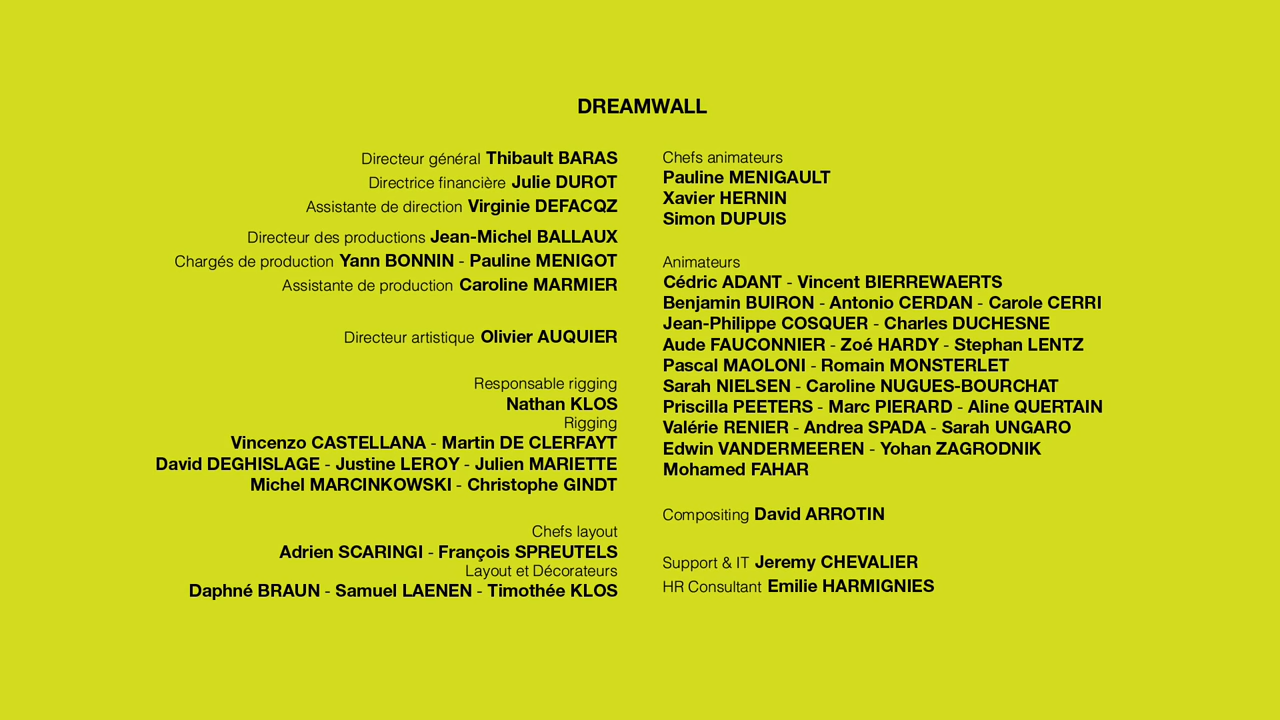 DREAMWALL
Directeur général Thibault BARAS
Directrice financière Julie DUROT
Assistante de direction Virginie DEFACQZ
Directeur des productions Jean-Michel BALLAUX
Chargés de production Yann BONNIN - Pauline MENIGOT
Assistante de production Caroline MARMIER
Directeur artistique Olivier AUQUIER
Responsable rigging
Nathan KLOS
Rigging
Vincenzo CASTELLANA - Martin DE CLERFAYT
David DEGHISLAGE - Justine LEROY - Julien MARIETTE
Michel MARCINKOWSKI - Christophe GINDT
Chefs layout
Adrien SCARINGI - François SPREUTELS
Layout et Décorateurs
Daphné BRAUN - Samuel LAENEN - Timothée KLOS
Chefs animateurs
Pauline MENIGAULT
Xavier HERNIN
Simon DUPUIS
Animateurs
Cédric ADANT - Vincent BIERREWAERTS
Benjamin BUIRON - Antonio CERDAN - Carole CERRI
Jean-Philippe COSQUER - Charles DUCHESNE
Aude FAUCONNIER - Zoé HARDY - Stephan LENTZ
Pascal MAOLONI - Romain MONSTERLET
Sarah NIELSEN - Caroline NUGUES-BOURCHAT
Priscilla PEETERS - Marc PIERARD - Aline QUERTAIN
Valérie RENIER - Andrea SPADA - Sarah UNGARO
Edwin VANDERMEEREN - Yohan ZAGRODNIK
Mohamed FAHAR
Compositing David ARROTIN
Support & IT Jeremy CHEVALIER
HR Consultant Emilie HARMIGNIES